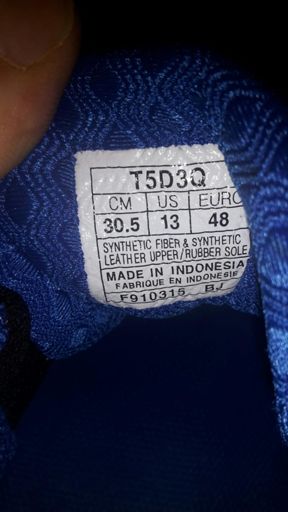 T5D3Q
CM US EURO
30.5 13 48
SYNTHETIC FIBER & SYNTHETIC
LEATHER UPPER/RUBBER SOLE
MADE IN INDONESIA
FABRIQUE EN INDONESIE
F910315 BJ